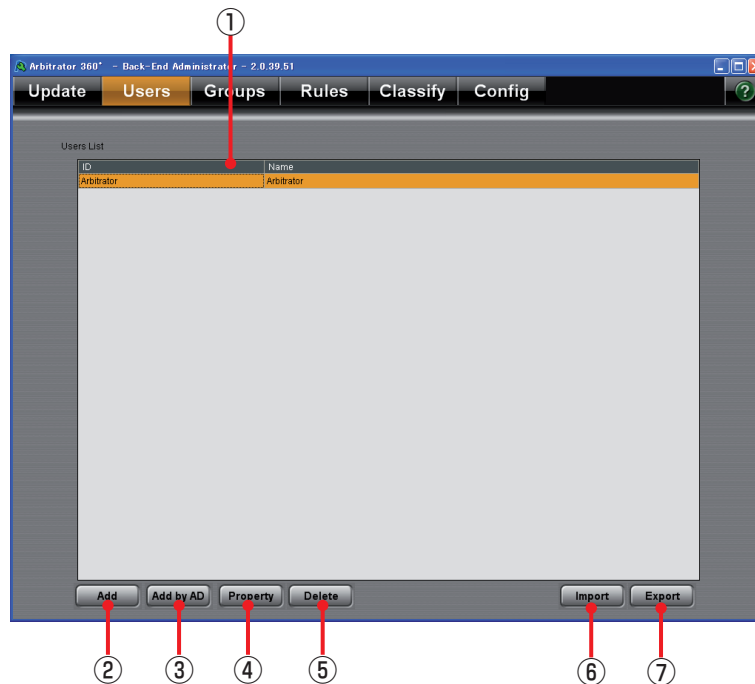 ①
Arbitrator 360° - Back-End Administrator - 2.0.39.51
Update Users Groups Rules Classify Config ?
Users List
ID Name
Arbitrator Arbitrator
Add Add by AD Property Delete Import Export
② ③ ④ ⑤ ⑥ ⑦